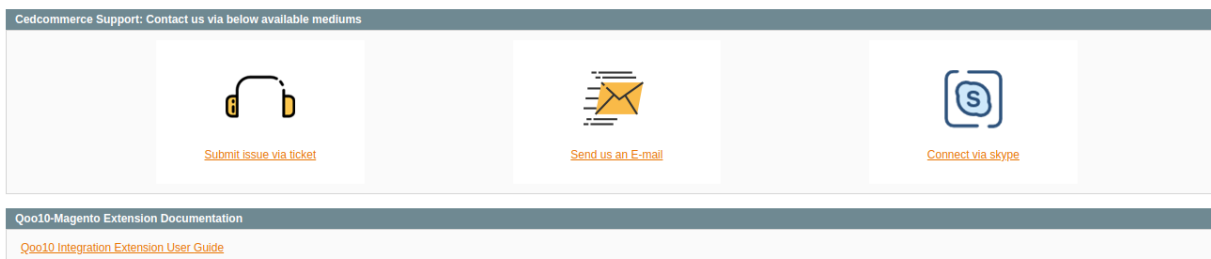 Cedcommerce Support: Contact us via below available mediums
Submit issue via ticket
Send us an E-mail
Connect via skype
Qoo10-Magento Extension Documentation
Qoo10 Integration Extension User Guide